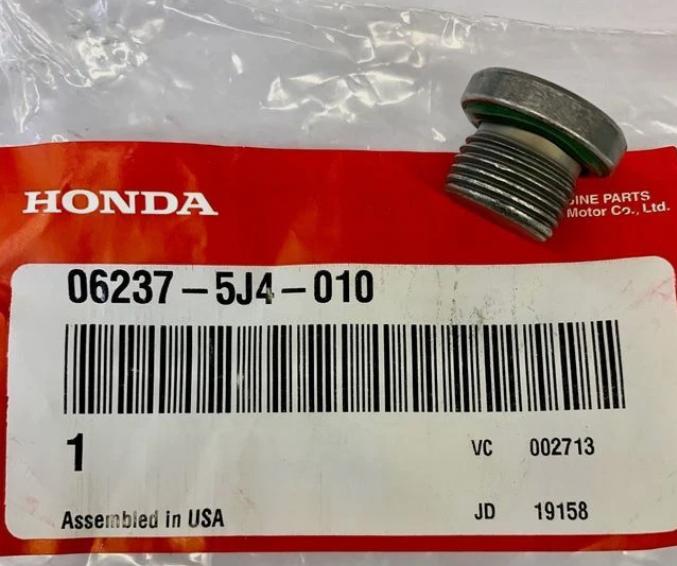 HONDA
INE PARTS
Motor Co., Ltd.
06237-5J4-010
1
VC 002713
Assembled in USA
JD 19158